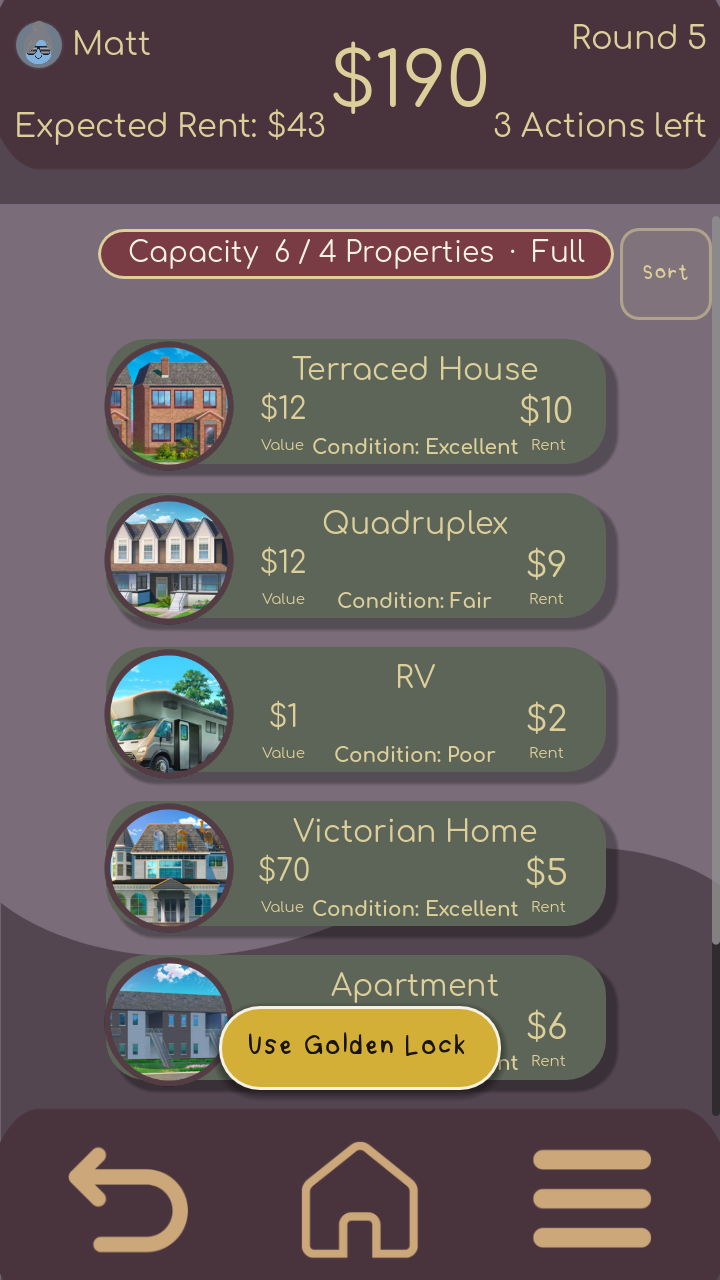 Matt
$190
Round 5
Expected Rent: $43
3 Actions left
Capacity 6 / 4 Properties · Full
Sort
Terraced House
$12
$10
Value Condition: Excellent Rent
Quadruplex
$12
$9
Value Condition: Fair Rent
RV
$1
$2
Value Condition: Poor Rent
Victorian Home
$70
$5
Value Condition: Excellent Rent
Apartment
$6
Use Golden Lock
nt Rent